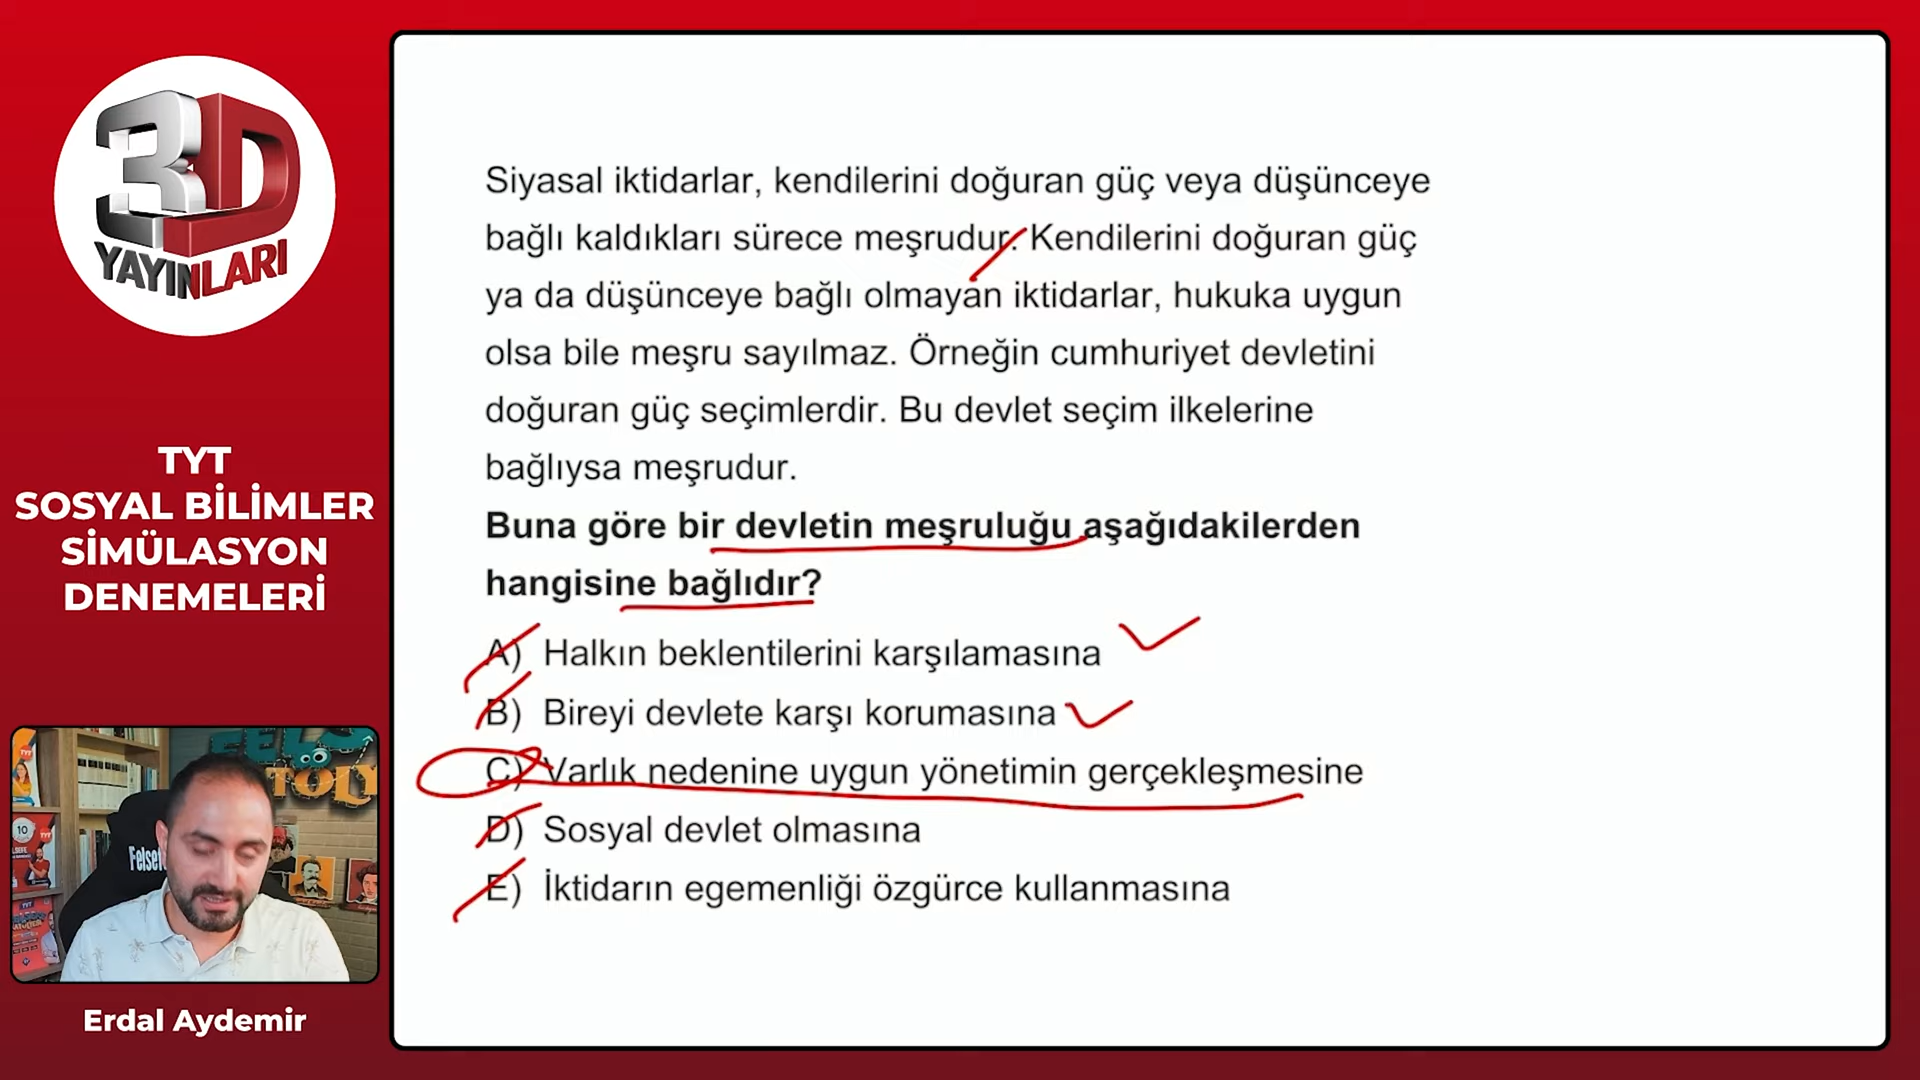 3D
YAYINLARI
TYT
SOSYAL BİLİMLER
SİMÜLASYON
DENEMELERİ
Erdal Aydemir
Siyasal iktidarlar, kendilerini doğuran güç veya düşünceye
bağlı kaldıkları sürece meşrudur. Kendilerini doğuran güç
ya da düşünceye bağlı olmayan iktidarlar, hukuka uygun
olsa bile meşru sayılmaz. Örneğin cumhuriyet devletini
doğuran güç seçimlerdir. Bu devlet seçim ilkelerine
bağlıysa meşrudur.
Buna göre bir devletin meşruluğu aşağıdakilerden
hangisine bağlıdır?
A) Halkın beklentilerini karşılamasına
B) Bireyi devlete karşı korumasına
C) Varlık nedenine uygun yönetimin gerçekleşmesine
D) Sosyal devlet olmasına
E) İktidarın egemenliği özgürce kullanmasına